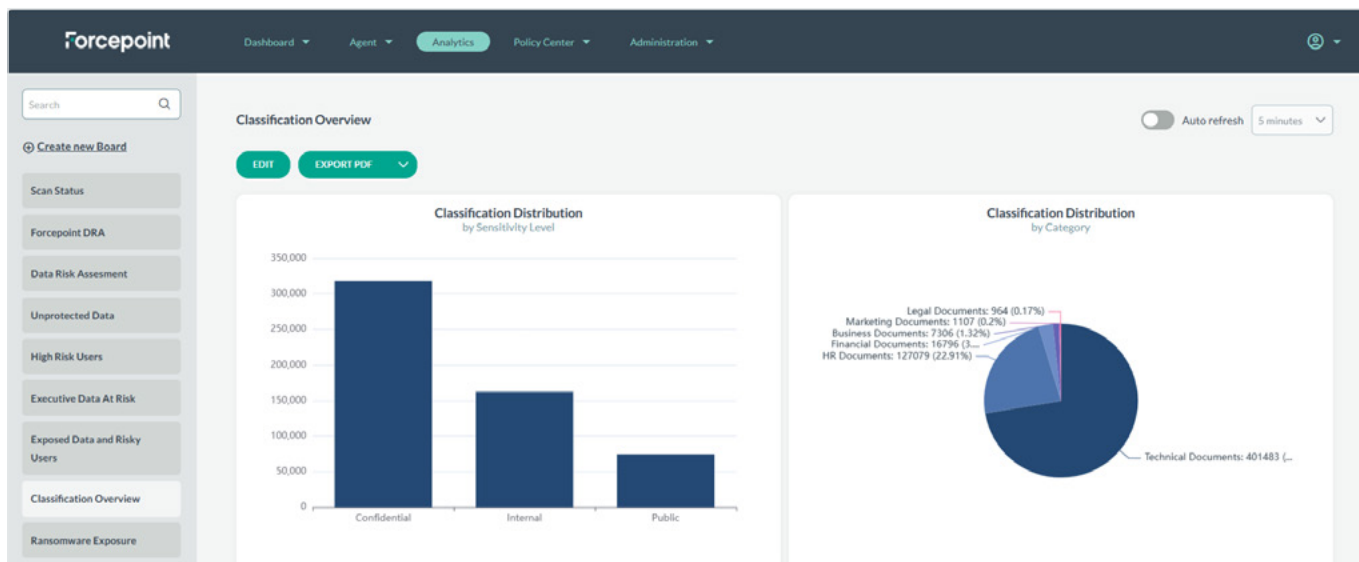 Forcepoint
Dashboard
Agent
Analytics
Policy Center
Administration
Search
Create new Board
Scan Status
Forcepoint DRA
Data Risk Assesment
Unprotected Data
High Risk Users
Executive Data At Risk
Exposed Data and Risky
Users
Classification Overview
Ransomware Exposure
Classification Overview
Auto refresh
5 minutes
EDIT
EXPORT PDF
Classification Distribution
by Sensitivity Level
350,000
300,000
250,000
200,000
150,000
100,000
50,000
0
Confidential
Internal
Public
Classification Distribution
by Category
Legal Documents: 964 (0.17%)
Marketing Documents: 1107 (0.2%)
Business Documents: 7306 (1.32%)
Financial Documents: 16796 (3...
HR Documents: 127079 (22.91%)
Technical Documents: 401483 (...